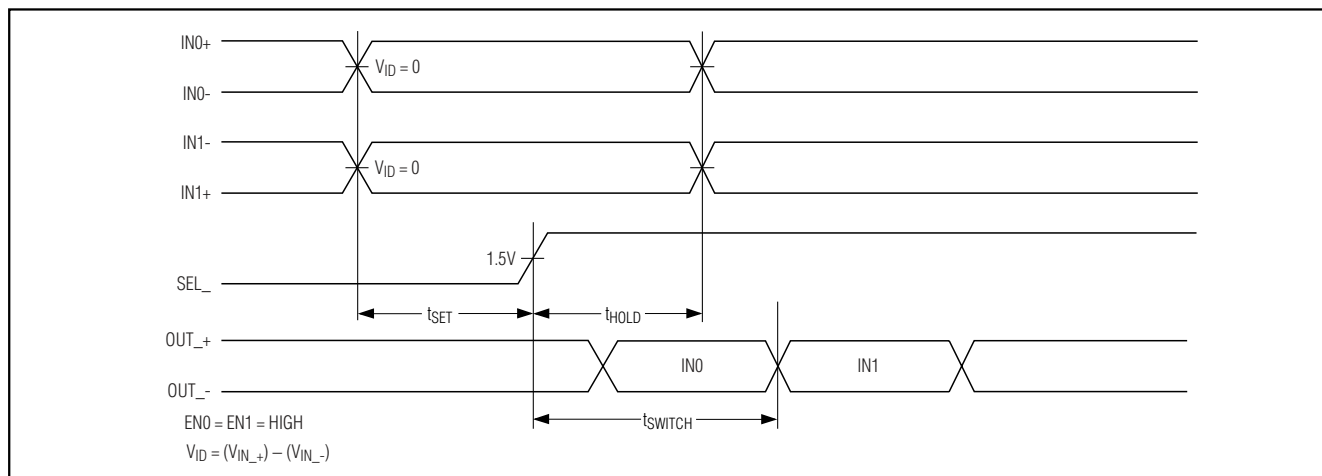 IN0+
V_ID = 0
IN0-
IN1-
V_ID = 0
IN1+
1.5V
SEL_
t_SET
t_HOLD
OUT_+
IN0
IN1
OUT_-
t_SWITCH
EN0 = EN1 = HIGH
V_ID = (V_IN_+) – (V_IN_-)